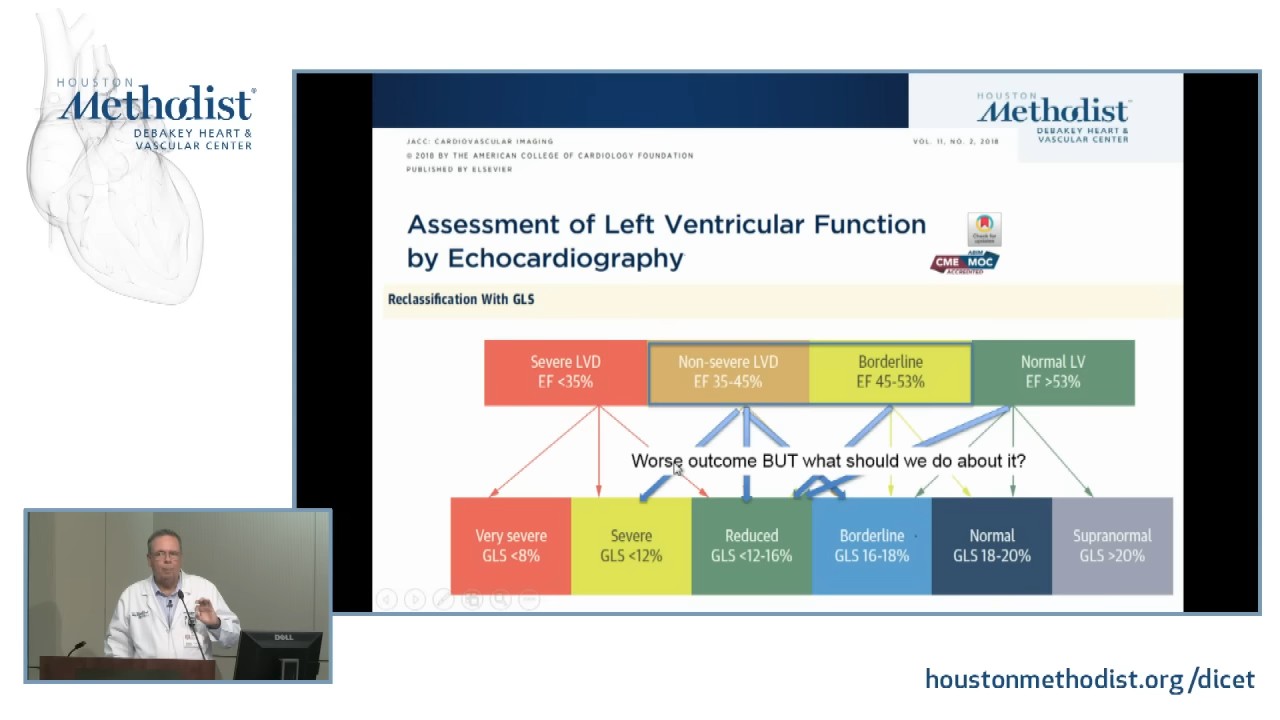 HOUSTON
Methodist®
DEBAKEY HEART &
VASCULAR CENTER
HOUSTON
Methodist
DEBAKEY HEART &
VASCULAR CENTER
JACC: CARDIOVASCULAR IMAGING
© 2018 BY THE AMERICAN COLLEGE OF CARDIOLOGY FOUNDATION
PUBLISHED BY ELSEVIER
VOL. 11, NO. 2, 2018
Assessment of Left Ventricular Function
by Echocardiography
Check for
updates
ABIM
CME MOC
ACCREDITED
Reclassification With GLS
Severe LVD
EF <35%
Non-severe LVD
EF 35-45%
Borderline
EF 45-53%
Normal LV
EF >53%
Worse outcome BUT what should we do about it?
Very severe
GLS <8%
Severe
GLS <12%
Reduced
GLS <12-16%
Borderline
GLS 16-18%
Normal
GLS 18-20%
Supranormal
GLS >20%
DELL
houstonmethodist.org/dicet